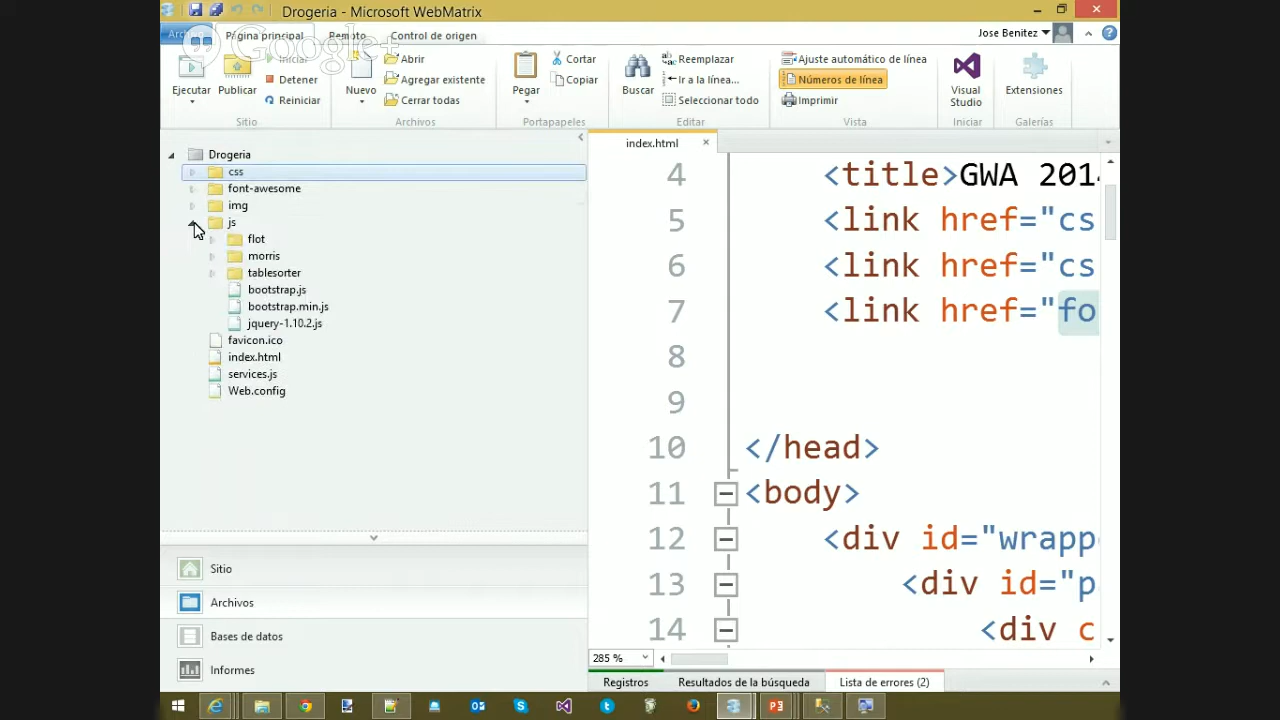 Drogeria - Microsoft WebMatrix
Archivo
Página principal
Remoto
Control de origen
Jose Benitez
Google+
Ejecutar
Publicar
Iniciar
Detener
Reiniciar
Sitio
Nuevo
Abrir
Agregar existente
Cerrar todas
Archivos
Pegar
Cortar
Copiar
Portapapeles
Buscar
Reemplazar
Ir a la línea...
Seleccionar todo
Editar
Ajuste automático de línea
Números de línea
Imprimir
Vista
Visual
Studio
Iniciar
Extensiones
Galerías
Drogeria
css
font-awesome
img
js
flot
morris
tablesorter
bootstrap.js
bootstrap.min.js
jquery-1.10.2.js
favicon.ico
index.html
services.js
Web.config
Sitio
Archivos
Bases de datos
Informes
index.html
4 <title>GWA 2014
5 <link href="cs
6 <link href="cs
7 <link href="fo
8
9
10 </head>
11 <body>
12 <div id="wrappe
13 <div id="p
14 <div c
285 %
Registros
Resultados de la búsqueda
Lista de errores (2)